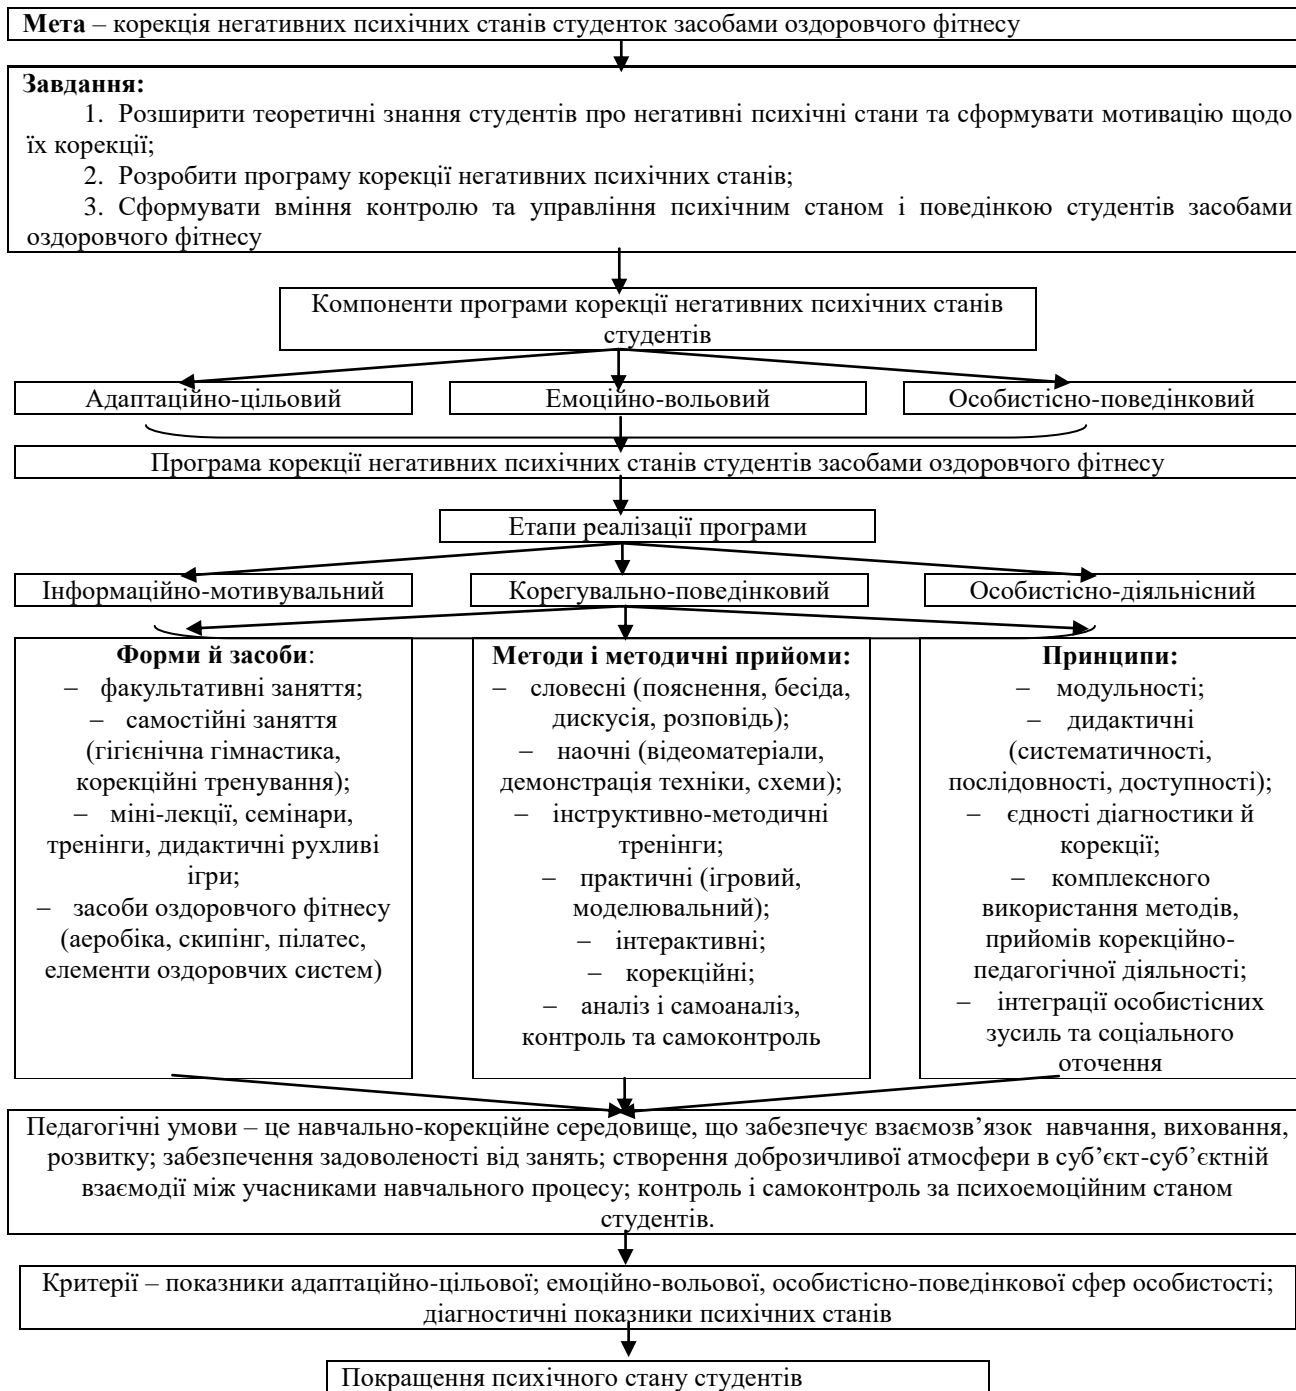 Мета – корекція негативних психічних станів студенток засобами оздоровчого фітнесу
Завдання:
1. Розширити теоретичні знання студентів про негативні психічні стани та сформувати мотивацію щодо
їх корекції;
2. Розробити програму корекції негативних психічних станів;
3. Сформувати вміння контролю та управління психічним станом і поведінкою студентів засобами
оздоровчого фітнесу
Компоненти програми корекції негативних психічних станів
студентів
Адаптаційно-цільовий
Емоційно-вольовий
Особистісно-поведінковий
Програма корекції негативних психічних станів студентів засобами оздоровчого фітнесу
Етапи реалізації програми
Інформаційно-мотивувальний
Корегувально-поведінковий
Особистісно-діяльнісний
Форми й засоби:
– факультативні заняття;
– самостійні заняття
(гігієнічна гімнастика,
корекційні тренування);
– міні-лекції, семінари,
тренінги, дидактичні рухливі
ігри;
– засоби оздоровчого фітнесу
(аеробіка, скипінг, пілатес,
елементи оздоровчих систем)
Методи і методичні прийоми:
– словесні (пояснення, бесіда,
дискусія, розповідь);
– наочні (відеоматеріали,
демонстрація техніки, схеми);
– інструктивно-методичні
тренінги;
– практичні (ігровий,
моделювальний);
– інтерактивні;
– корекційні;
– аналіз і самоаналіз,
контроль та самоконтроль
Принципи:
– модульності;
– дидактичні
(систематичності,
послідовності, доступності);
– єдності діагностики й
корекції;
– комплексного
використання методів,
прийомів корекційно-
педагогічної діяльності;
– інтеграції особистісних
зусиль та соціального
оточення
Педагогічні умови – це навчально-корекційне середовище, що забезпечує взаємозв’язок навчання, виховання,
розвитку; забезпечення задоволеності від занять; створення доброзичливої атмосфери в суб’єкт-суб’єктній
взаємодії між учасниками навчального процесу; контроль і самоконтроль за психоемоційним станом
студентів.
Критерії – показники адаптаційно-цільової; емоційно-вольової, особистісно-поведінкової сфер особистості;
діагностичні показники психічних станів
Покращення психічного стану студентів